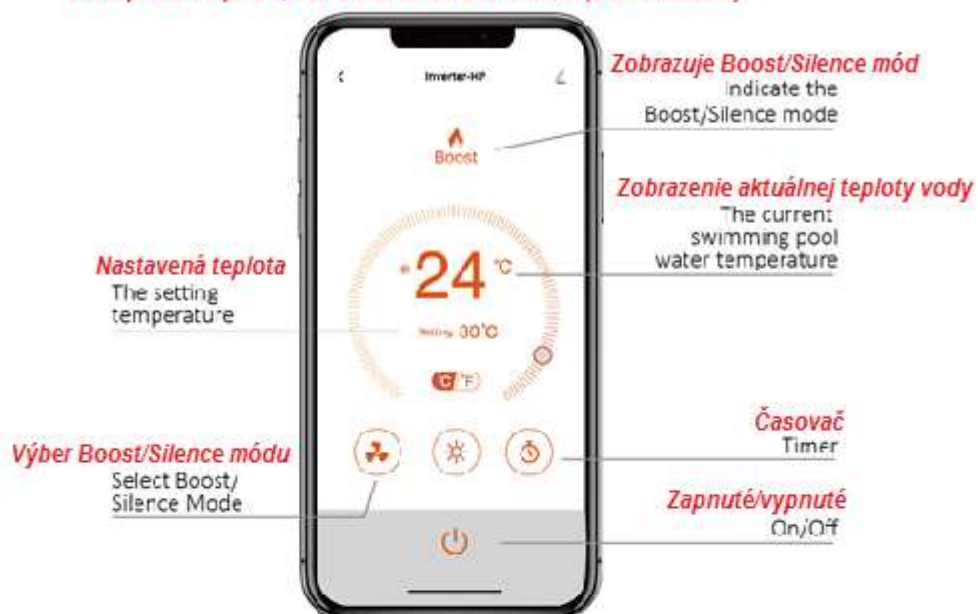 Inverter-HP
Boost
24 °C
Setting 30°C
°C °F
Zobrazuje Boost/Silence mód
Indicate the
Boost/Silence mode
Zobrazenie aktuálnej teploty vody
The current
swimming pool
water temperature
Nastavená teplota
The setting
temperature
Výber Boost/Silence módu
Select Boost/
Silence Mode
Časovač
Timer
Zapnuté/vypnuté
On/Off